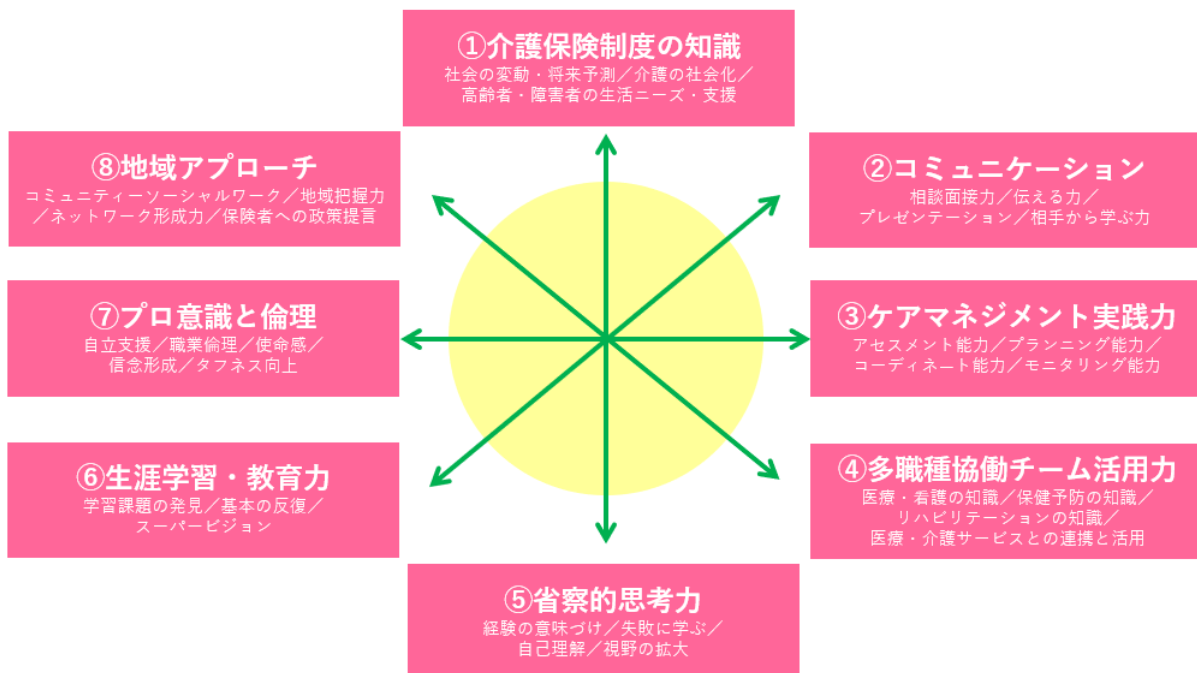 ①介護保険制度の知識
社会の変動・将来予測／介護の社会化／
高齢者・障害者の生活ニーズ・支援
②コミュニケーション
相談面接力／伝える力／
プレゼンテーション／相手から学ぶ力
③ケアマネジメント実践力
アセスメント能力／プランニング能力／
コーディネート能力／モニタリング能力
④多職種協働チーム活用力
医療・看護の知識／保健予防の知識／
リハビリテーションの知識／
医療・介護サービスとの連携と活用
⑤省察的思考力
経験の意味づけ／失敗に学ぶ／
自己理解／視野の拡大
⑥生涯学習・教育力
学習課題の発見／基本の反復／
スーパービジョン
⑦プロ意識と倫理
自立支援／職業倫理／使命感／
信念形成／タフネス向上
⑧地域アプローチ
コミュニティーソーシャルワーク／地域把握力
／ネットワーク形成力／保険者への政策提言